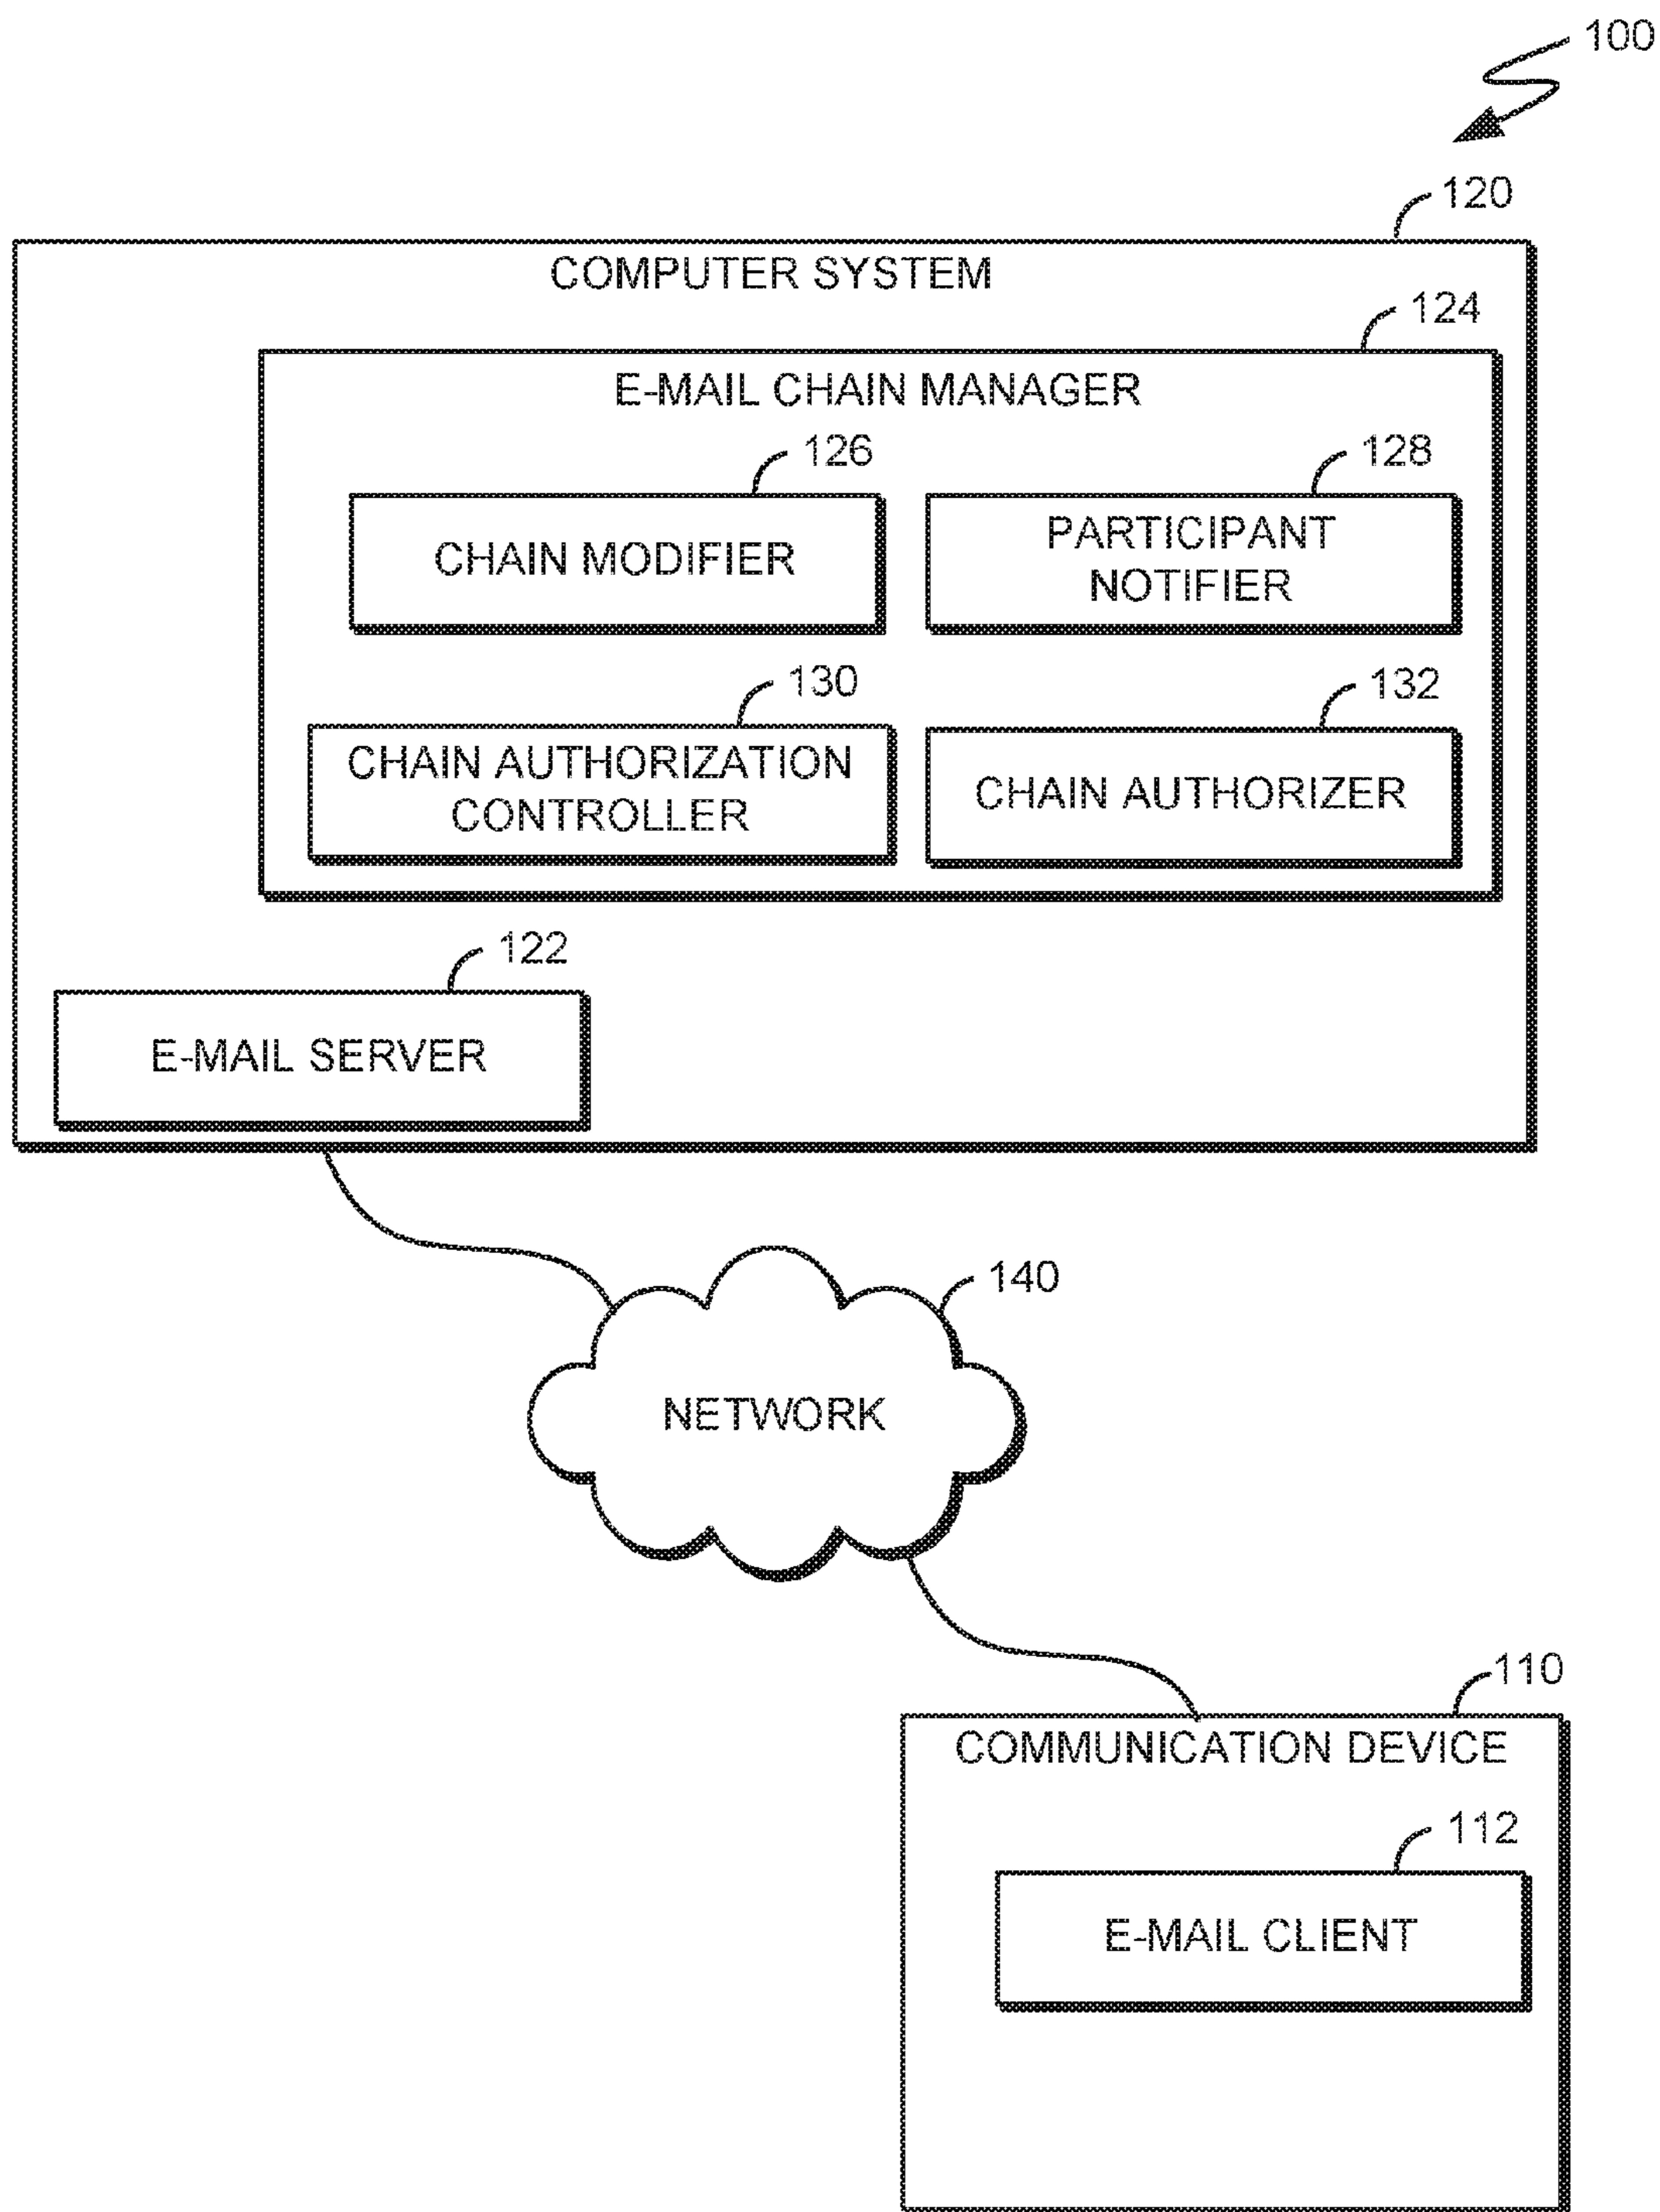 100
120
COMPUTER SYSTEM
124
E-MAIL CHAIN MANAGER
126
128
CHAIN MODIFIER
PARTICIPANT
NOTIFIER
130
132
CHAIN AUTHORIZATION
CONTROLLER
CHAIN AUTHORIZER
122
E-MAIL SERVER
140
NETWORK
110
COMMUNICATION DEVICE
112
E-MAIL CLIENT